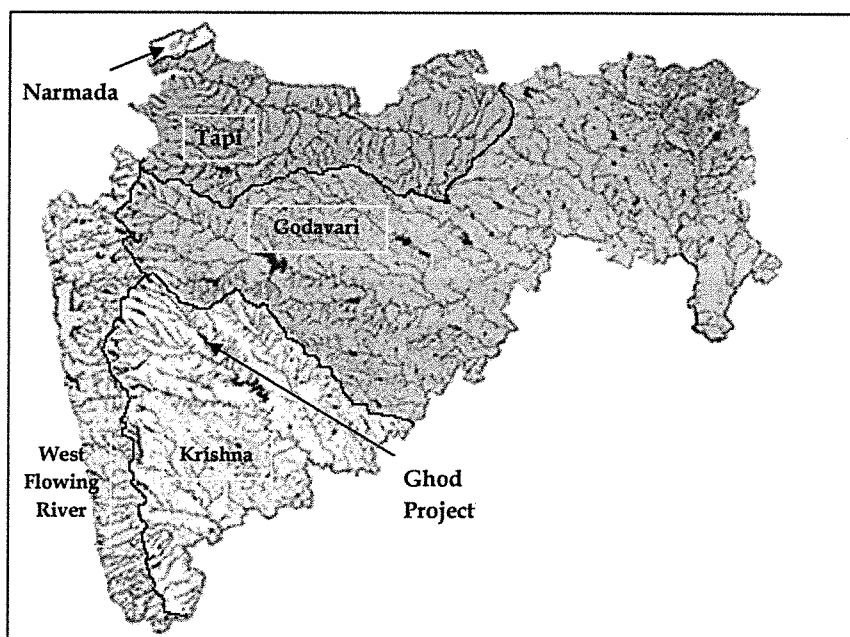 Narmada
Tapi
Godavari
West
Flowing
River
Krishna
Ghod
Project